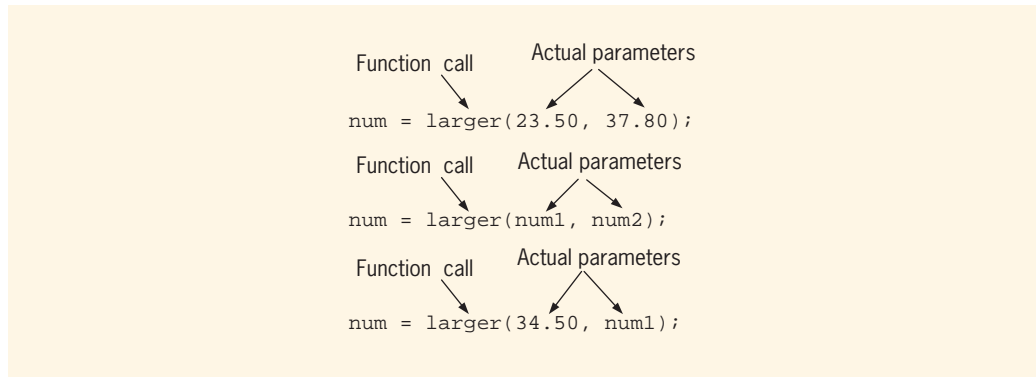 Function call Actual parameters
num = larger(23.50, 37.80);
Function call Actual parameters
num = larger(num1, num2);
Function call Actual parameters
num = larger(34.50, num1);